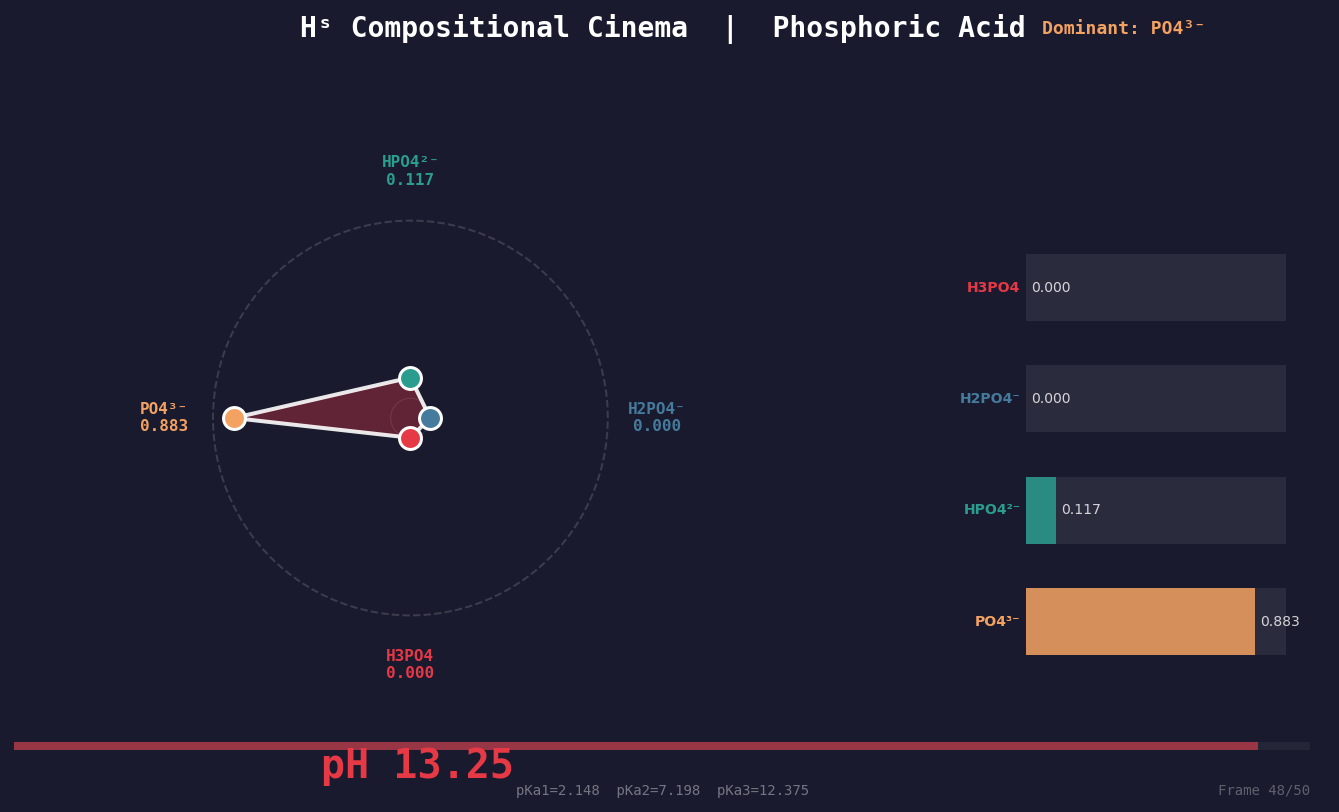 Hˢ Compositional Cinema | Phosphoric Acid
Dominant: PO4³⁻
HPO4²⁻
0.117
PO4³⁻
0.883
H2PO4⁻
0.000
H3PO4
0.000
H3PO4 0.000
H2PO4⁻ 0.000
HPO4²⁻ 0.117
PO4³⁻ 0.883
pH 13.25
pKa1=2.148 pKa2=7.198 pKa3=12.375
Frame 48/50